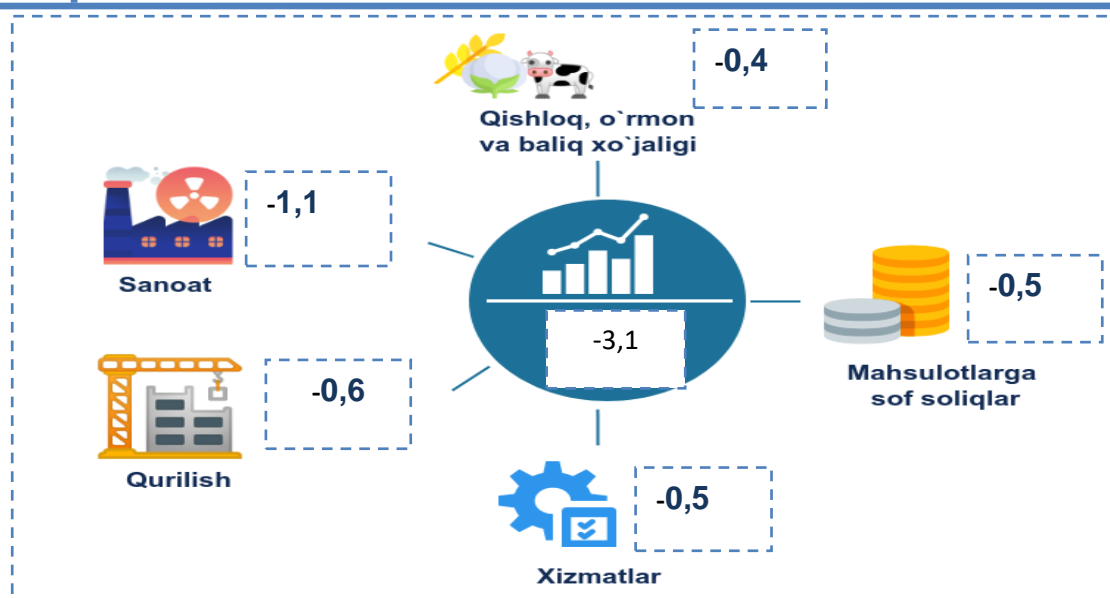 -0,4
Qishloq, o`rmon
va baliq xo`jaligi
-1,1
Sanoat
-0,5
-3,1
Mahsulotlarga
sof soliqlar
-0,6
Qurilish
-0,5
Xizmatlar